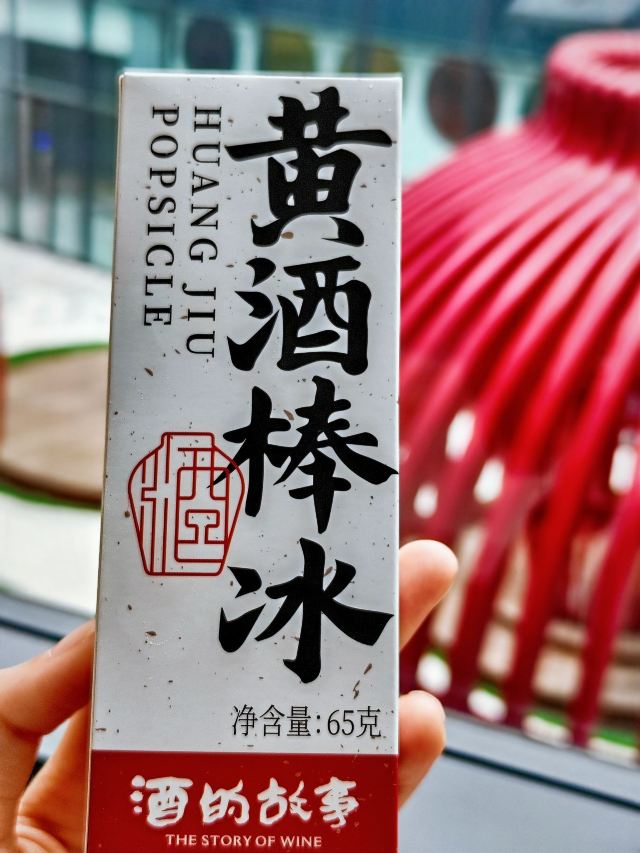 黄酒棒冰
HUANG JIU
POPSICLE
酒
净含量:65克
酒的故事
THE STORY OF WINE